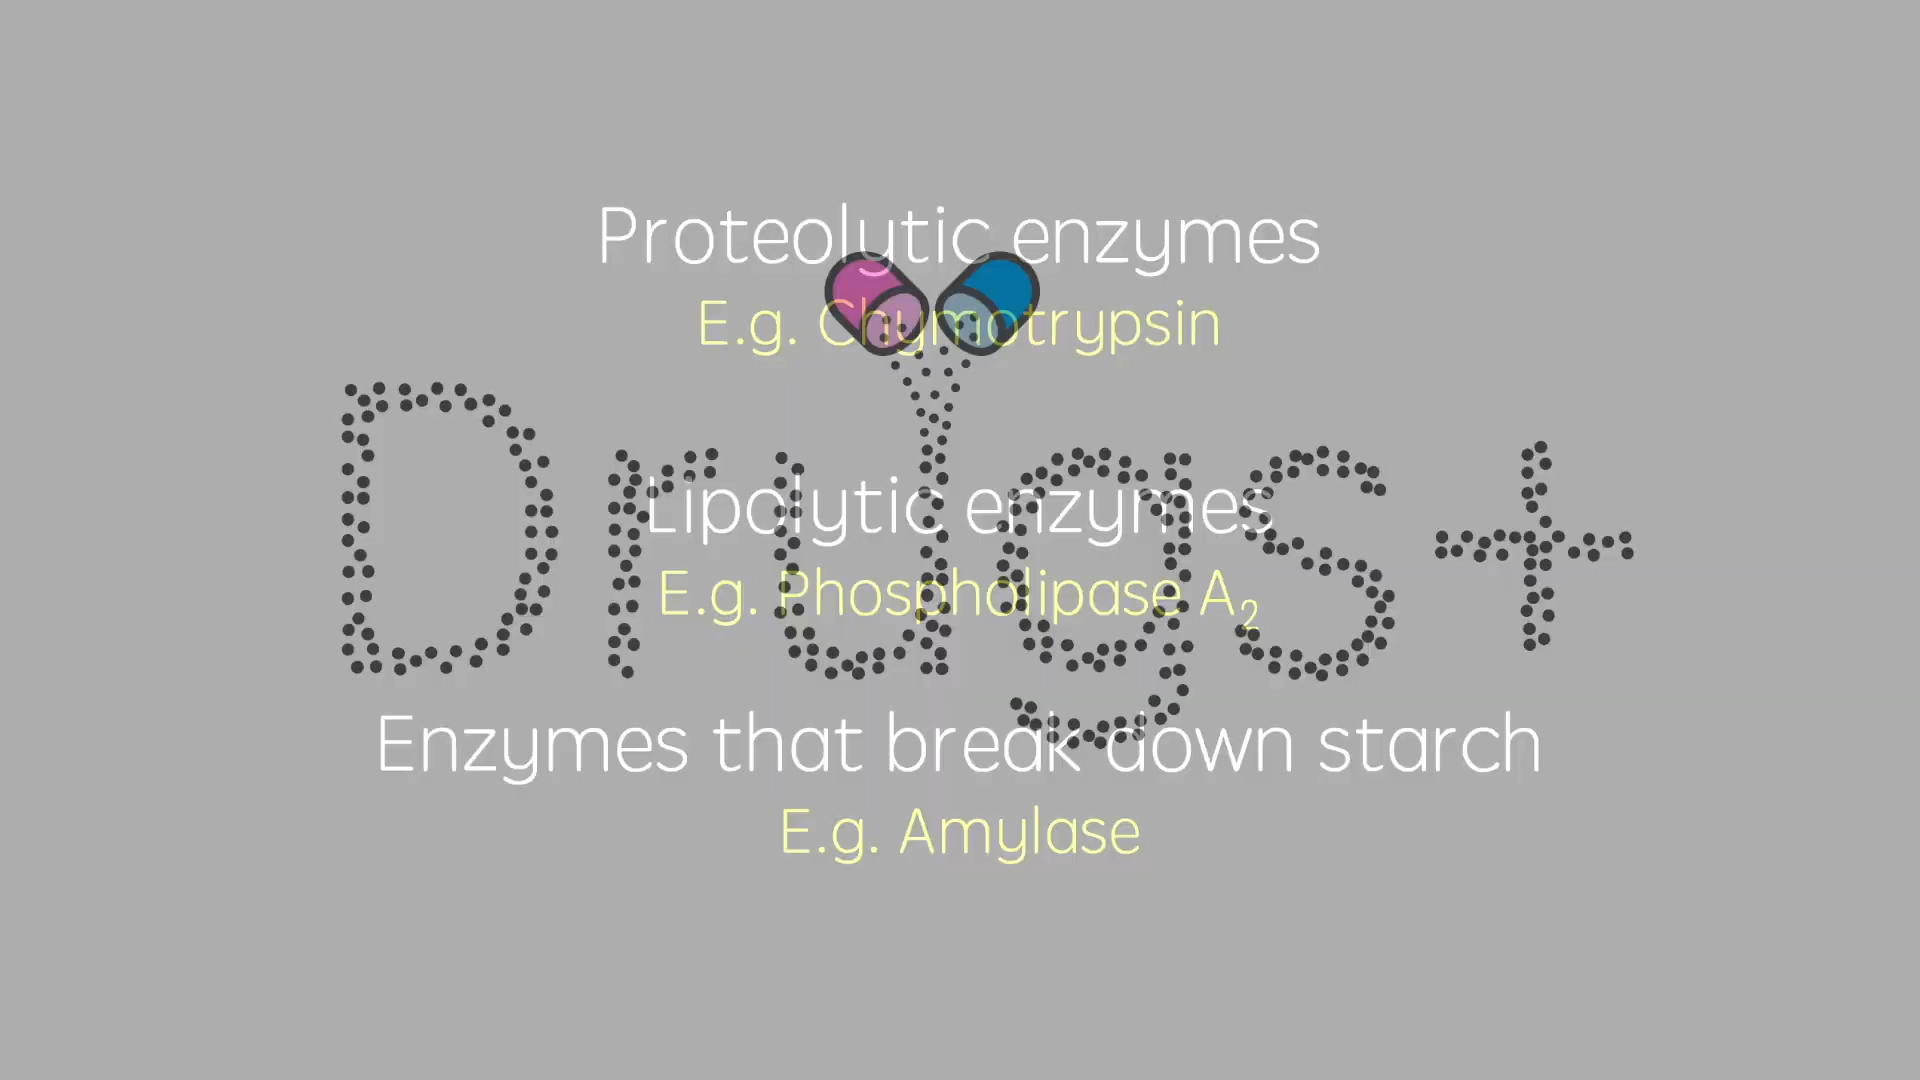 Proteolytic enzymes
E.g. Chymotrypsin
Drugs+
Lipolytic enzymes
E.g. Phospholipase A₂
Enzymes that break down starch
E.g. Amylase